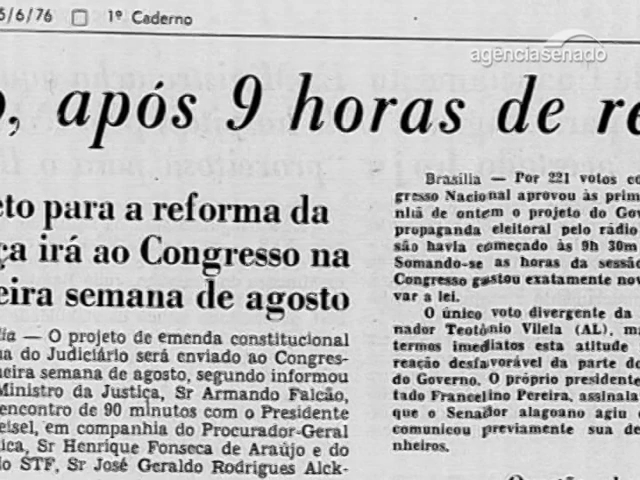 5/6/76 1º Caderno
agênciasenado
, após 9 horas de re
eto para a reforma da
ça irá ao Congresso na
eira semana de agosto
lia — O projeto de emenda constitucional
na do Judiciário será enviado ao Congres-
neira semana de agosto, segundo informou
Ministro da Justiça, Sr Armando Falcão,
encontro de 90 minutos com o Presidente
eisel, em companhia do Procurador-Geral
ica, Sr Henrique Fonseca de Araújo e do
do STF, Sr José Geraldo Rodrigues Alck-
Brasília — Por 221 votos co
gresso Nacional aprovou às prim
nhã de ontem o projeto do Gov
propaganda eleitoral pelo rádio
são havia começado às 9h 30m
Somando-se as horas da sessã
Congresso gastou exatamente nov
var a lei.
O único voto divergente da
nador Teotônio Vilela (AL), ma
termos imediatos esta atitude
reação desfavorável da parte do
do Governo. O próprio presidente
tado Francelino Pereira, assinala
que o Senador alagoano agiu
comunicou previamente sua de
nheiros.